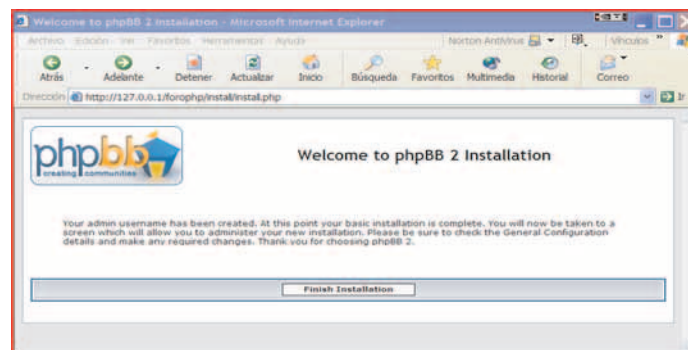 Welcome to phpBB 2 Installation - Microsoft Internet Explorer
Archivo Edición Ver Favoritos Herramientas Ayuda Norton AntiVirus Vínculos »
Atrás Adelante Detener Actualizar Inicio Búsqueda Favoritos Multimedia Historial Correo
Dirección http://127.0.0.1/forophp/install/install.php Ir
phpbb
creating communities
Welcome to phpBB 2 Installation
Your admin username has been created. At this point your basic installation is complete. You will now be taken to a
screen which will allow you to administer your new installation. Please be sure to check the General Configuration
details and make any required changes. Thank you for choosing phpBB 2.
Finish Installation